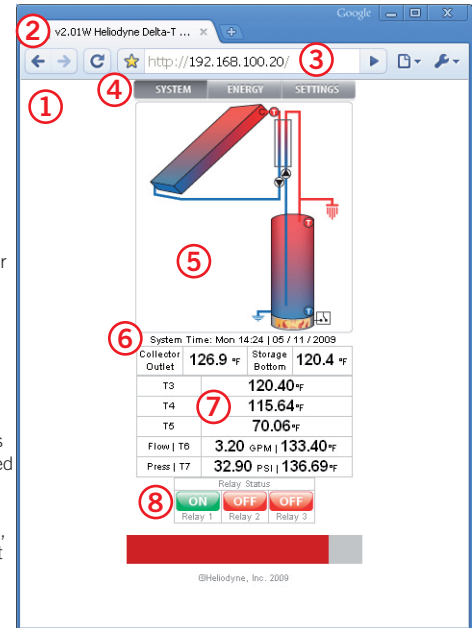 Google
② v2.01W Heliodyne Delta-T ...
http://192.168.100.20/ ③
①
④ SYSTEM ENERGY SETTINGS
C T
⑤
T
T
⑥ System Time: Mon 14:24 | 05 / 11 / 2009
Collector Outlet 126.9 °F Storage Bottom 120.4 °F
T3 120.40°F
T4 ⑦ 115.64°F
T5 70.06°F
Flow | T6 3.20 GPM | 133.40°F
Press | T7 32.90 PSI | 136.69°F
Relay Status
⑧ ON OFF OFF
Relay 1 Relay 2 Relay 3
©Heliodyne, Inc. 2009
r
s
ed
,
t